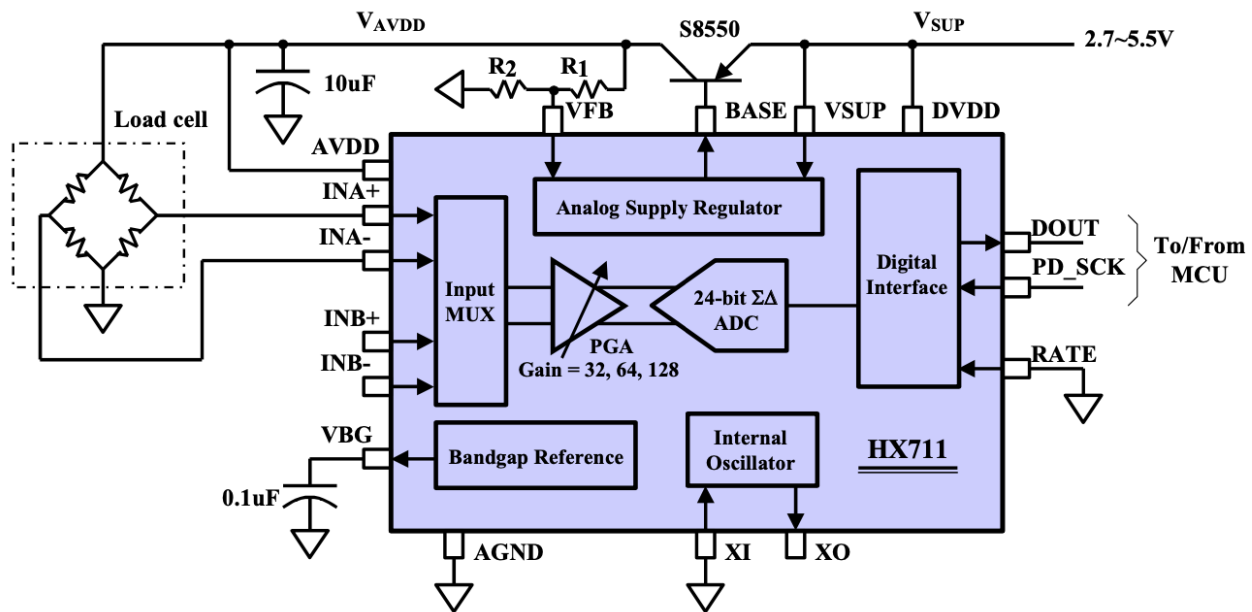 V_AVDD
S8550
V_SUP
2.7~5.5V
R2
R1
10uF
VFB
BASE
VSUP
DVDD
Load cell
AVDD
INA+
INA-
INB+
INB-
VBG
0.1uF
Analog Supply Regulator
Input
MUX
PGA
Gain = 32, 64, 128
24-bit ΣΔ
ADC
Digital
Interface
DOUT
PD_SCK
To/From
MCU
RATE
Bandgap Reference
Internal
Oscillator
HX711
AGND
XI
XO